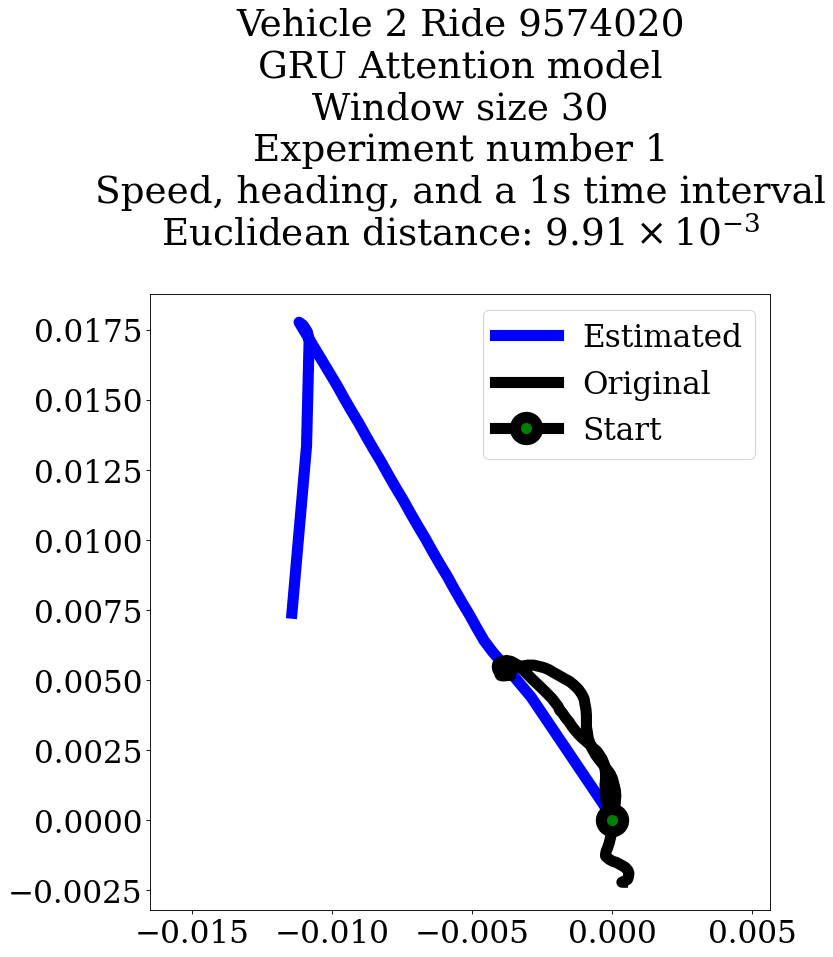 Vehicle 2 Ride 9574020
GRU Attention model
Window size 30
Experiment number 1
Speed, heading, and a 1s time interval
Euclidean distance: 9.91 × 10⁻³
Estimated
Original
Start
0.0175
0.0150
0.0125
0.0100
0.0075
0.0050
0.0025
0.0000
−0.0025
−0.015 −0.010 −0.005 0.000 0.005